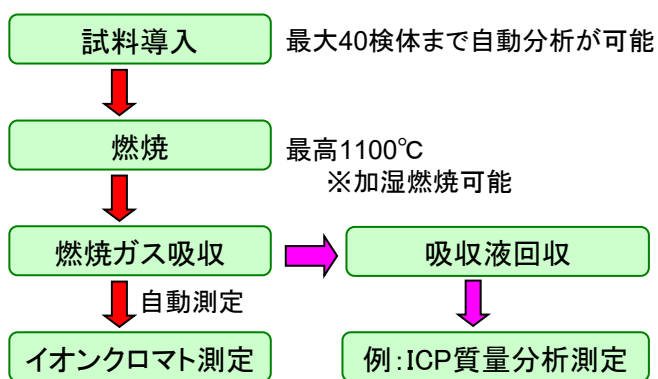 試料導入
最大40検体まで自動分析が可能
燃焼
最高1100℃
※加湿燃焼可能
燃焼ガス吸収
吸収液回収
自動測定
イオンクロマト測定
例:ICP質量分析測定